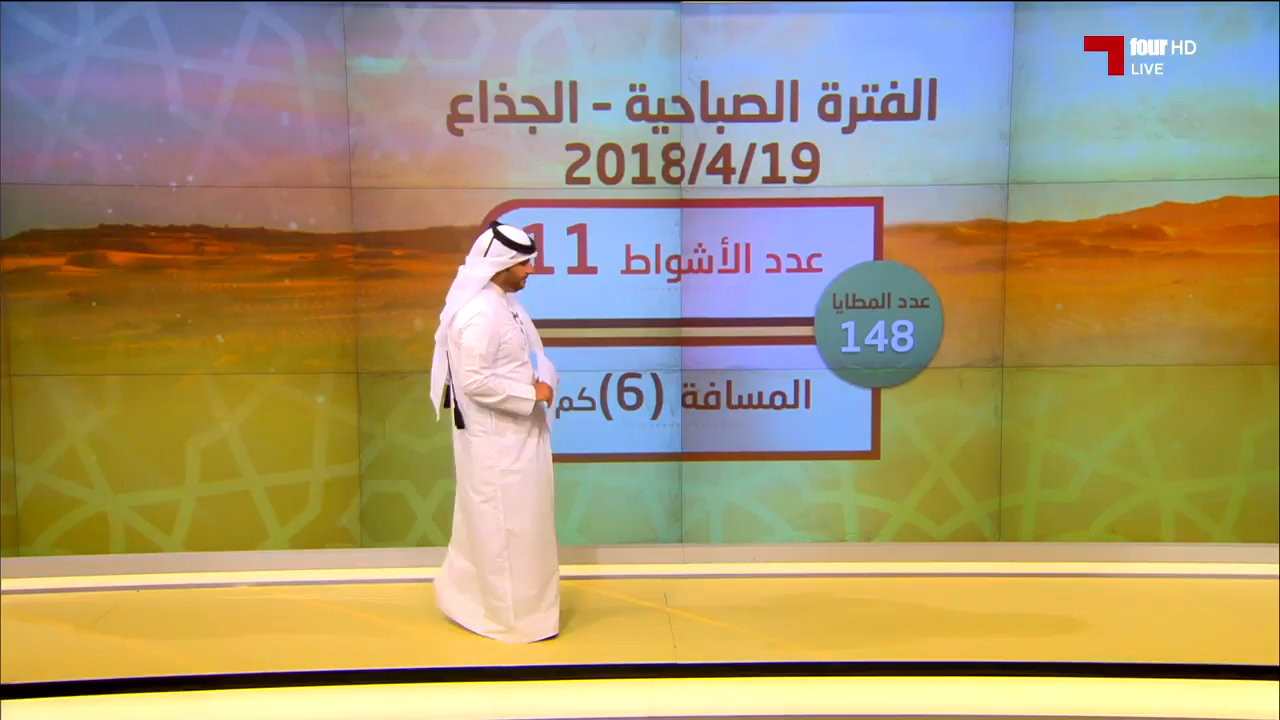 four HD
LIVE
الفترة الصباحية - الجذاع
2018/4/19
عدد الأشواط 11
عدد المطايا
148
المسافة (6) كم